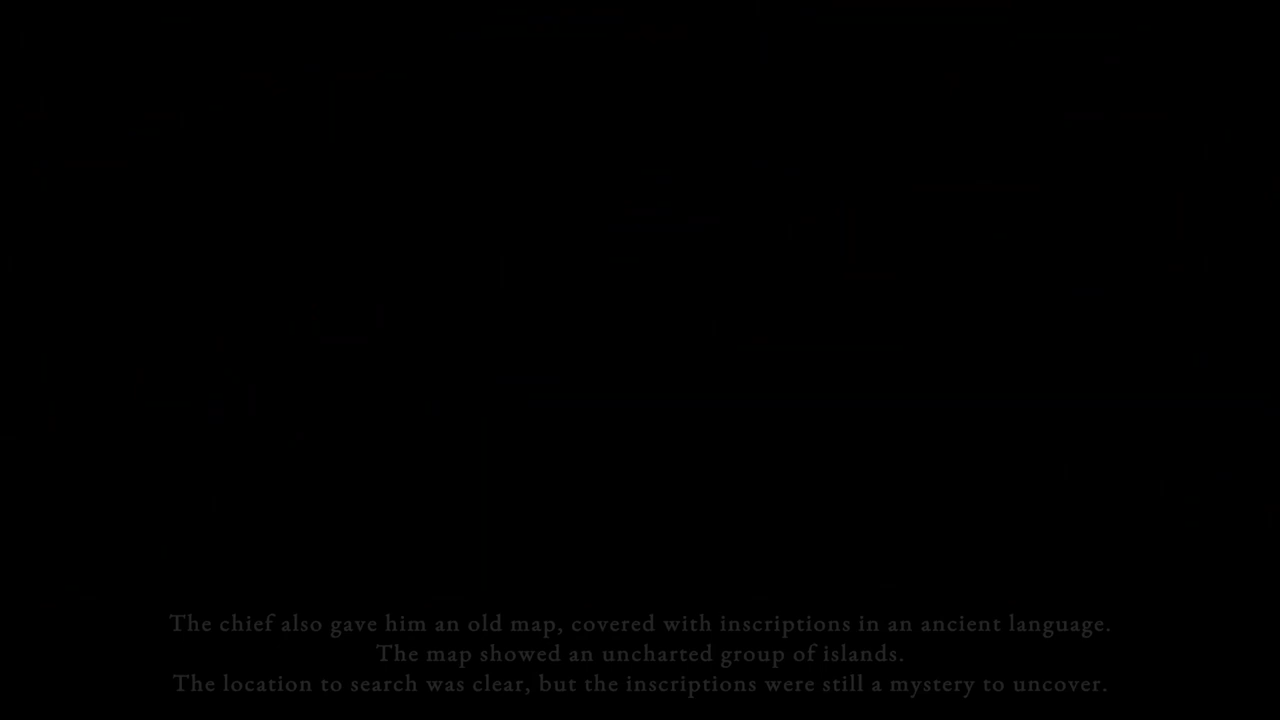 The chief also gave him an old map, covered with inscriptions in an ancient language.
The map showed an uncharted group of islands.
The location to search was clear, but the inscriptions were still a mystery to uncover.